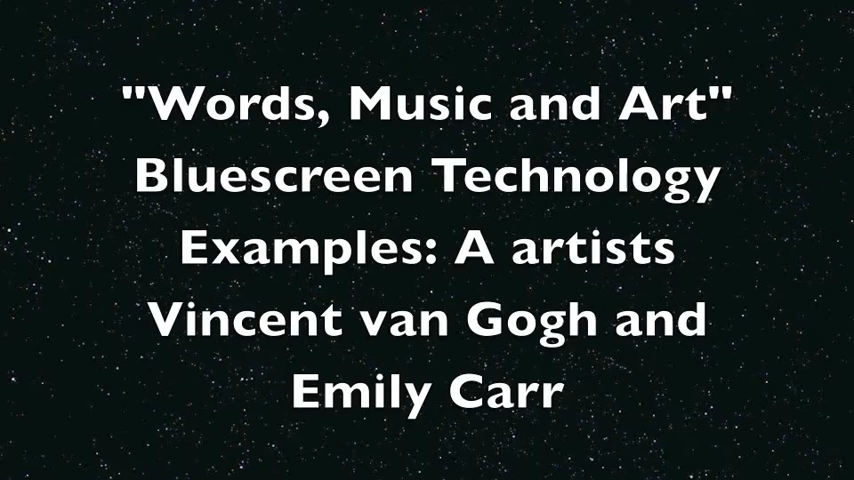 "Words, Music and Art"
Bluescreen Technology
Examples: A artists
Vincent van Gogh and
Emily Carr